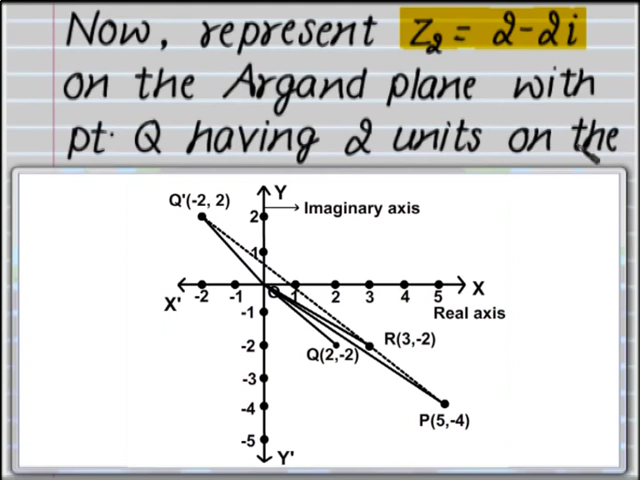 Now, represent z₂ = 2-2i
on the Argand plane with
pt. Q having 2 units on the
Q'(-2, 2)
Y
Imaginary axis
2
1
X'
-2 -1 O 1 2 3 4 5
X
Real axis
-1
R(3,-2)
-2
Q(2,-2)
-3
-4
P(5,-4)
-5
Y'